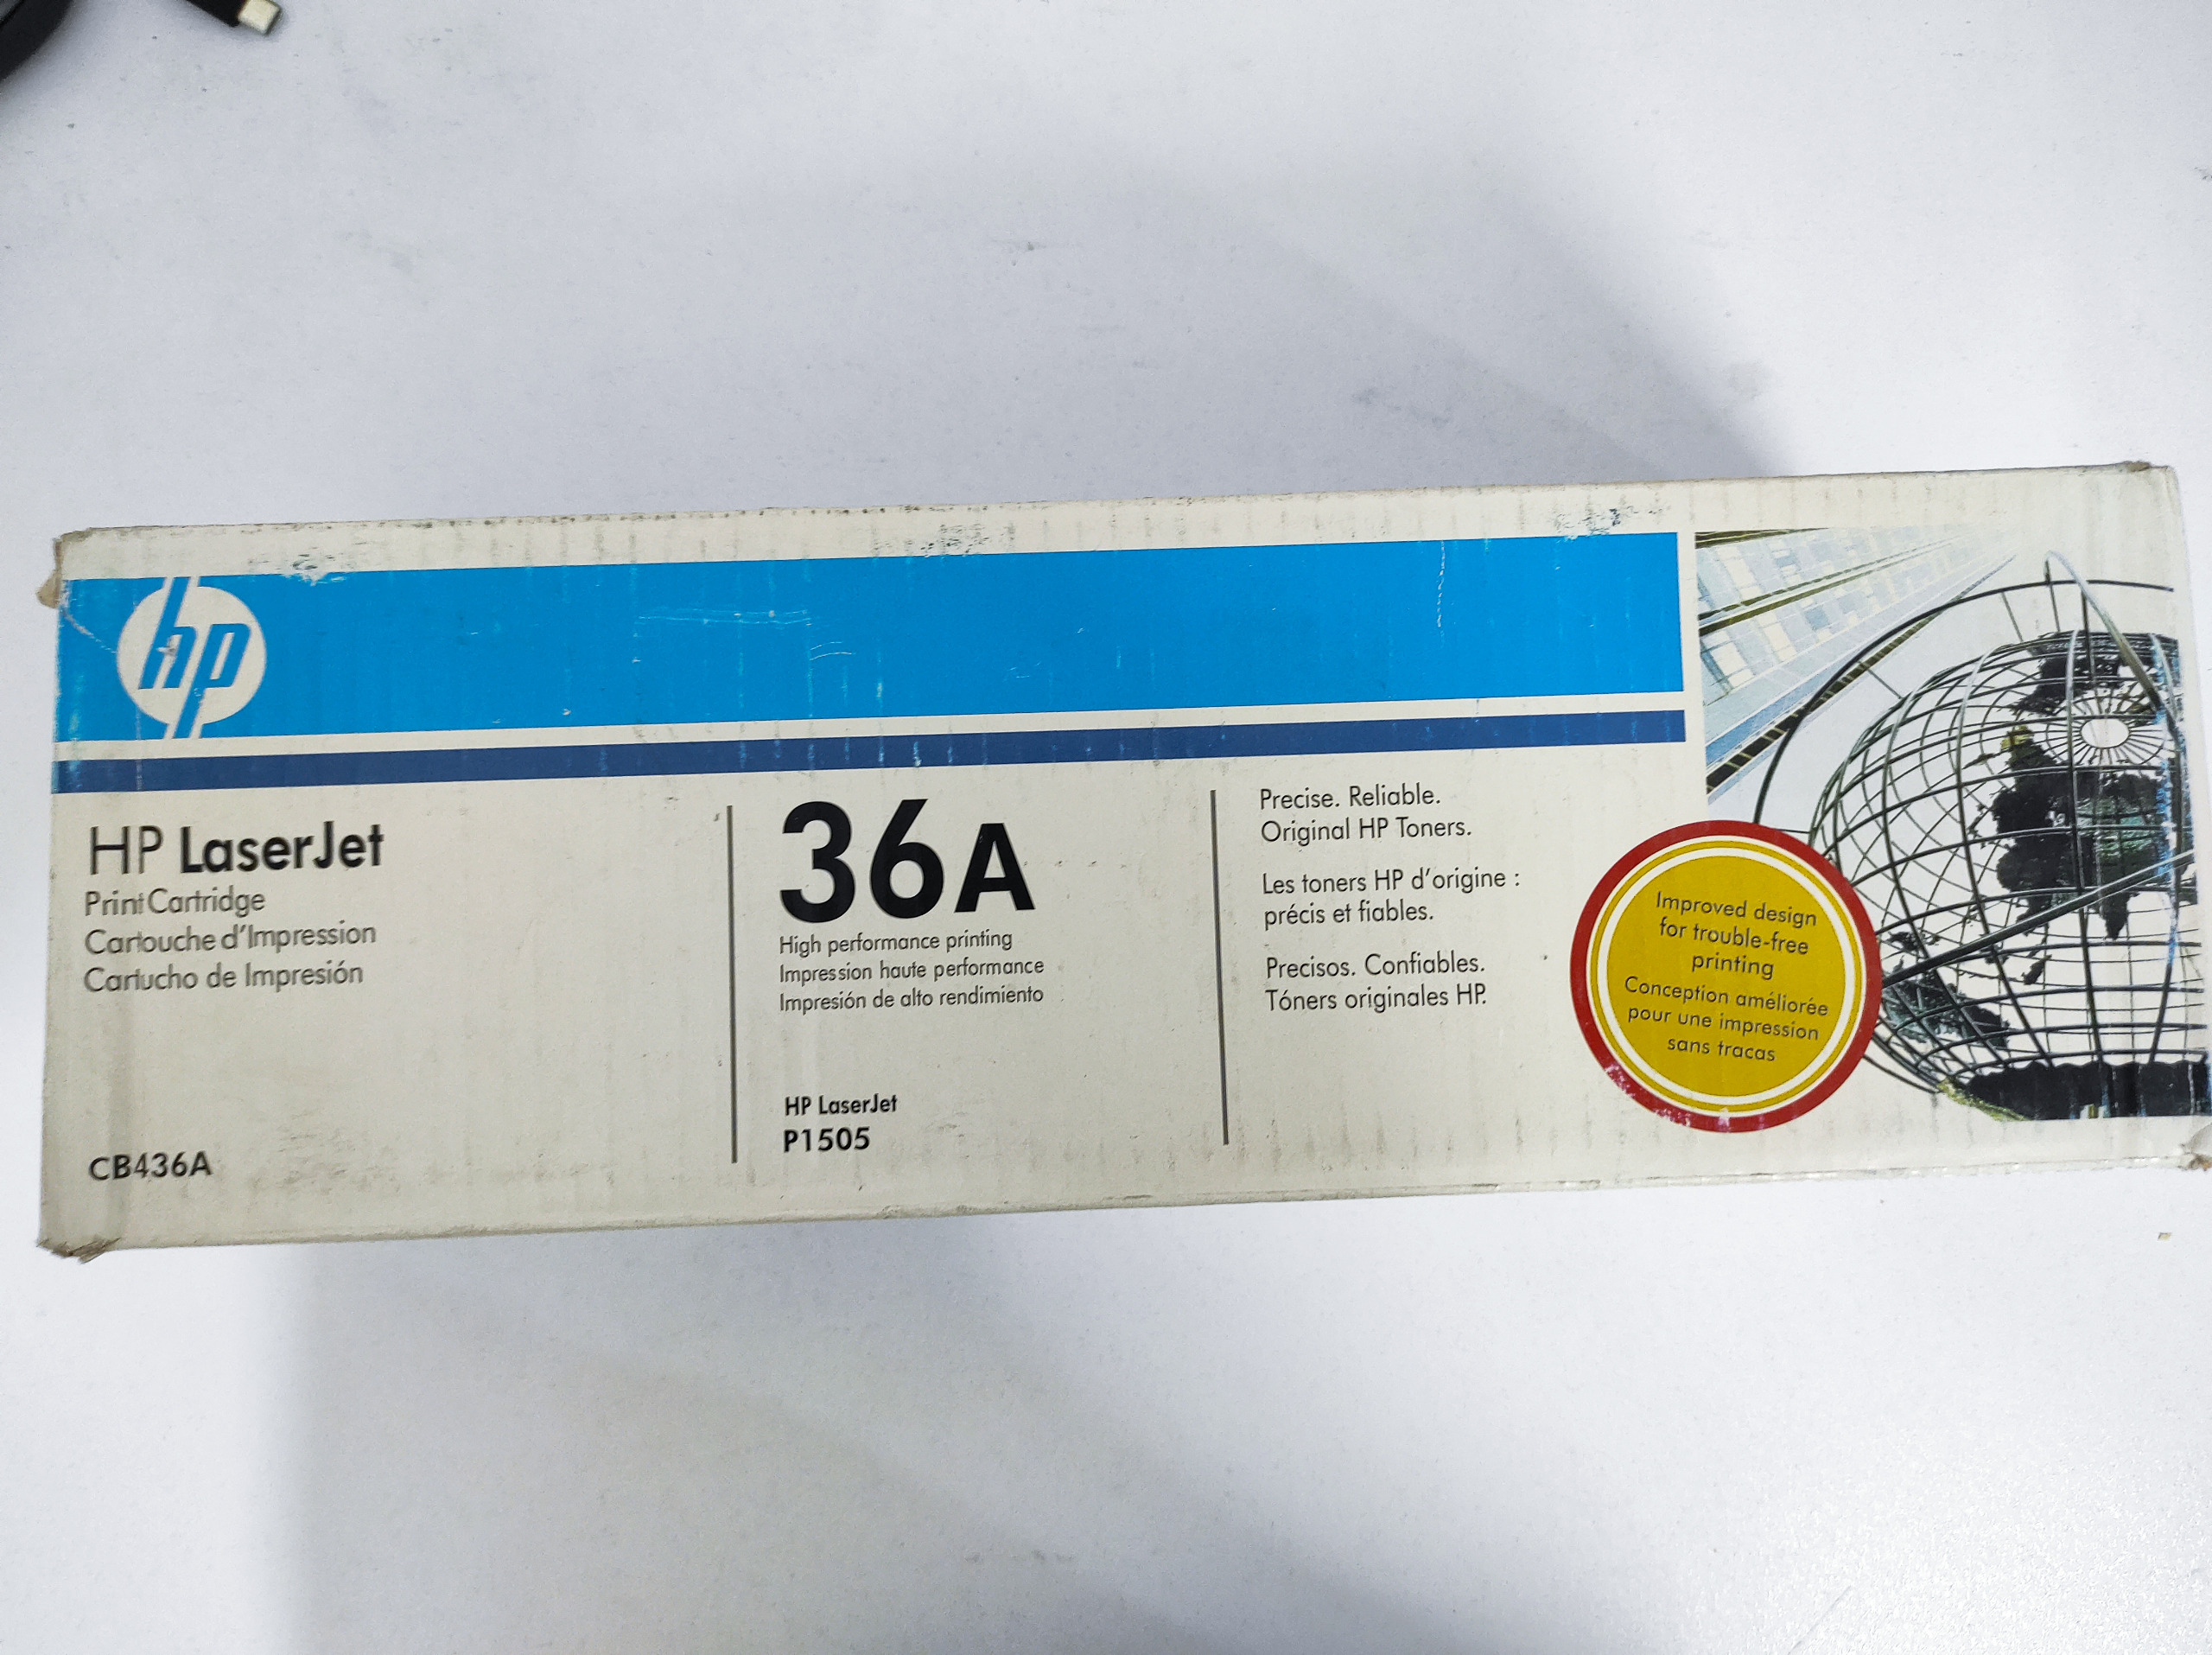 hp
HP LaserJet
Print Cartridge
Cartouche d'Impression
Cartucho de Impresión
CB436A
36A
High performance printing
Impression haute performance
Impresión de alto rendimiento
HP LaserJet
P1505
Precise. Reliable.
Original HP Toners.
Les toners HP d'origine :
précis et fiables.
Precisos. Confiables.
Tóners originales HP.
Improved design
for trouble-free
printing
Conception améliorée
pour une impression
sans tracas